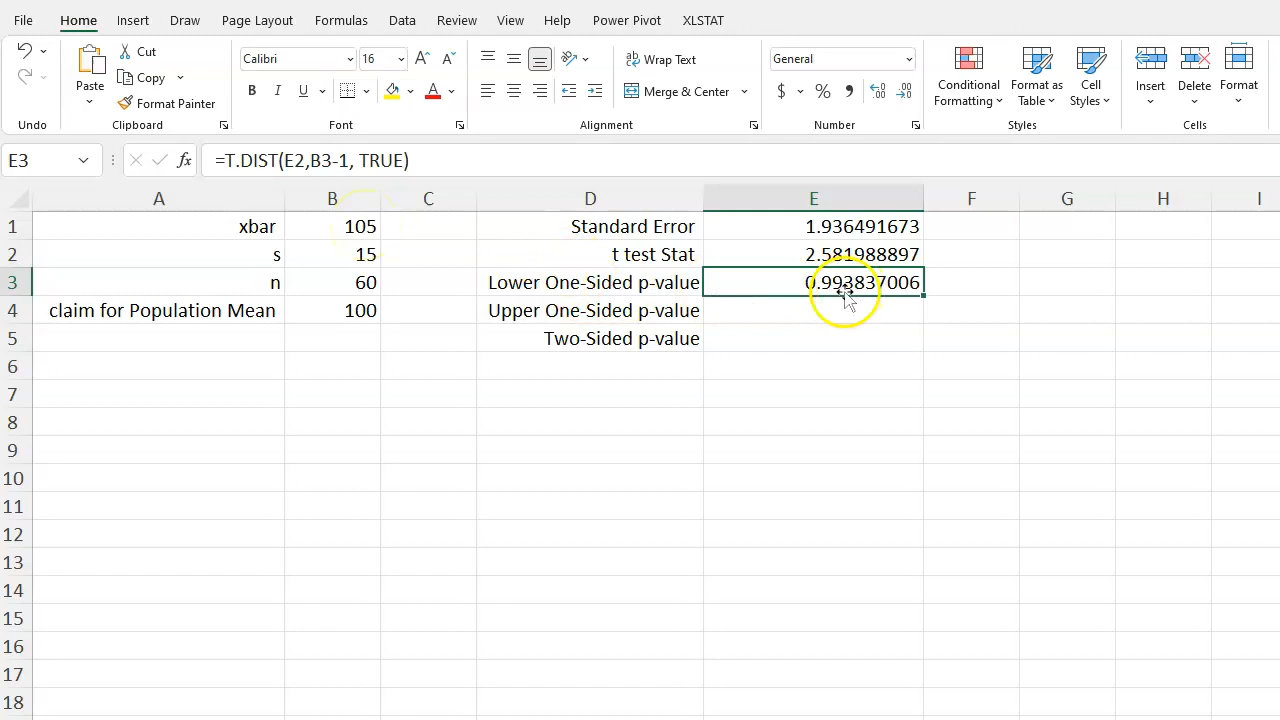 File Home Insert Draw Page Layout Formulas Data Review View Help Power Pivot XLSTAT
Paste
Cut
Copy
Format Painter
Calibri 16 A A
B I U A
Wrap Text
Merge & Center
General
$ %
Conditional Formatting
Format as Table
Cell Styles
Insert Delete Format
Undo Clipboard Font Alignment Number Styles Cells
E3 fx =T.DIST(E2,B3-1, TRUE)
A B C D E F G H I
1 xbar 105 Standard Error 1.936491673
2 s 15 t test Stat 2.581988897
3 n 60 Lower One-Sided p-value 0.993837006
4 claim for Population Mean 100 Upper One-Sided p-value
5 Two-Sided p-value
6
7
8
9
10
11
12
13
14
15
16
17
18